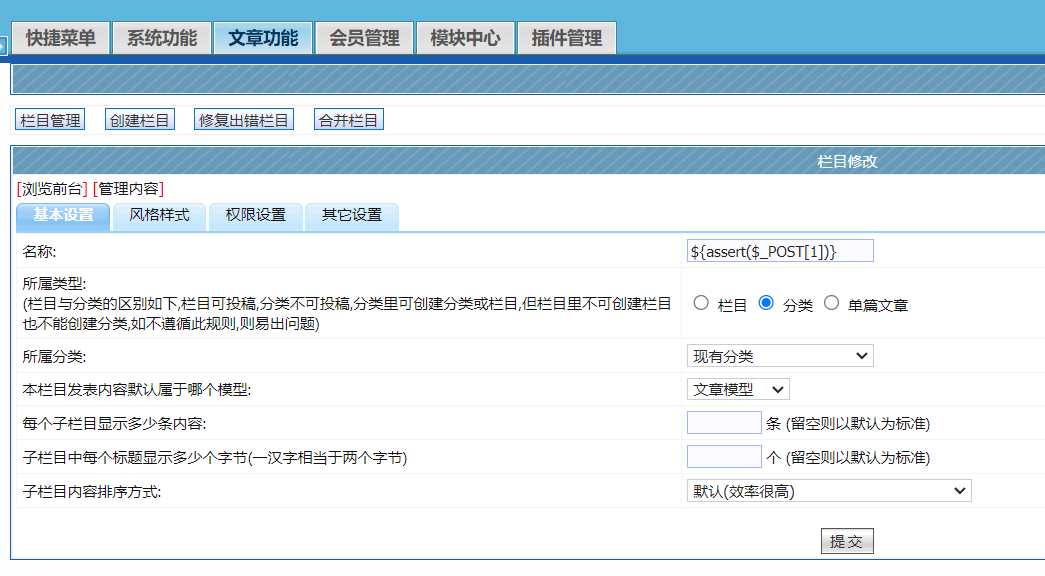 快捷菜单 系统功能 文章功能 会员管理 模块中心 插件管理
栏目管理 创建栏目 修复出错栏目 合并栏目
栏目修改
[浏览前台] [管理内容]
基本设置 风格样式 权限设置 其它设置
名称: ${assert($_POST[1])}
所属类型:
(栏目与分类的区别如下,栏目可投稿,分类不可投稿,分类里可创建分类或栏目,但栏目里不可创建栏目
也不能创建分类,如不遵循此规则,则易出问题)
栏目 分类 单篇文章
所属分类: 现有分类
本栏目发表内容默认属于哪个模型: 文章模型
每个子栏目显示多少条内容: 条 (留空则以默认为标准)
子栏目中每个标题显示多少个字节(一汉字相当于两个字节) 个 (留空则以默认为标准)
子栏目内容排序方式: 默认(效率很高)
提 交